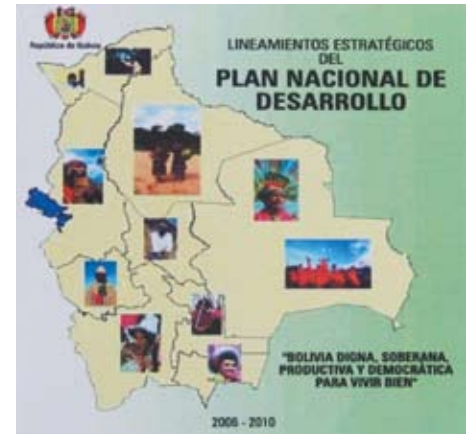 República de Bolivia
LINEAMIENTOS ESTRATÉGICOS
DEL
PLAN NACIONAL DE
DESARROLLO
"BOLIVIA DIGNA, SOBERANA,
PRODUCTIVA Y DEMOCRÁTICA
PARA VIVIR BIEN"
2006 - 2010